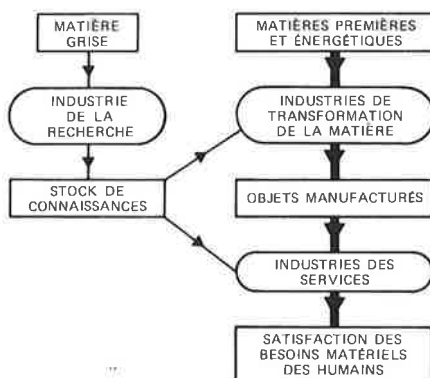 MATIÈRE
GRISE
INDUSTRIE
DE LA
RECHERCHE
STOCK DE
CONNAISSANCES
MATIÈRES PREMIÈRES
ET ÉNERGÉTIQUES
INDUSTRIES DE
TRANSFORMATION
DE LA MATIÈRE
OBJETS MANUFACTURÉS
INDUSTRIES DES
SERVICES
SATISFACTION DES
BESOINS MATÉRIELS
DES HUMAINS